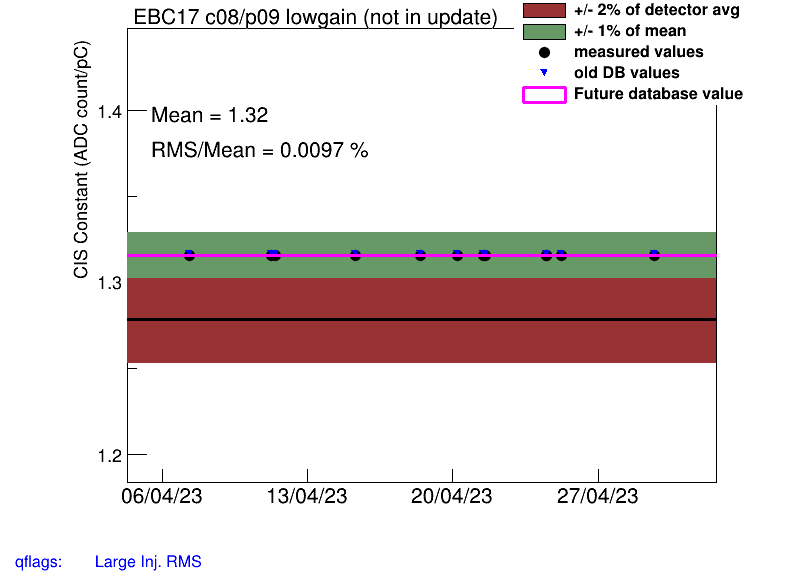 EBC17 c08/p09 lowgain (not in update)
+/- 2% of detector avg
+/- 1% of mean
measured values
old DB values
Future database value
CIS Constant (ADC count/pC)
1.4
Mean = 1.32
RMS/Mean = 0.0097 %
1.3
1.2
06/04/23 13/04/23 20/04/23 27/04/23
qflags: Large Inj. RMS